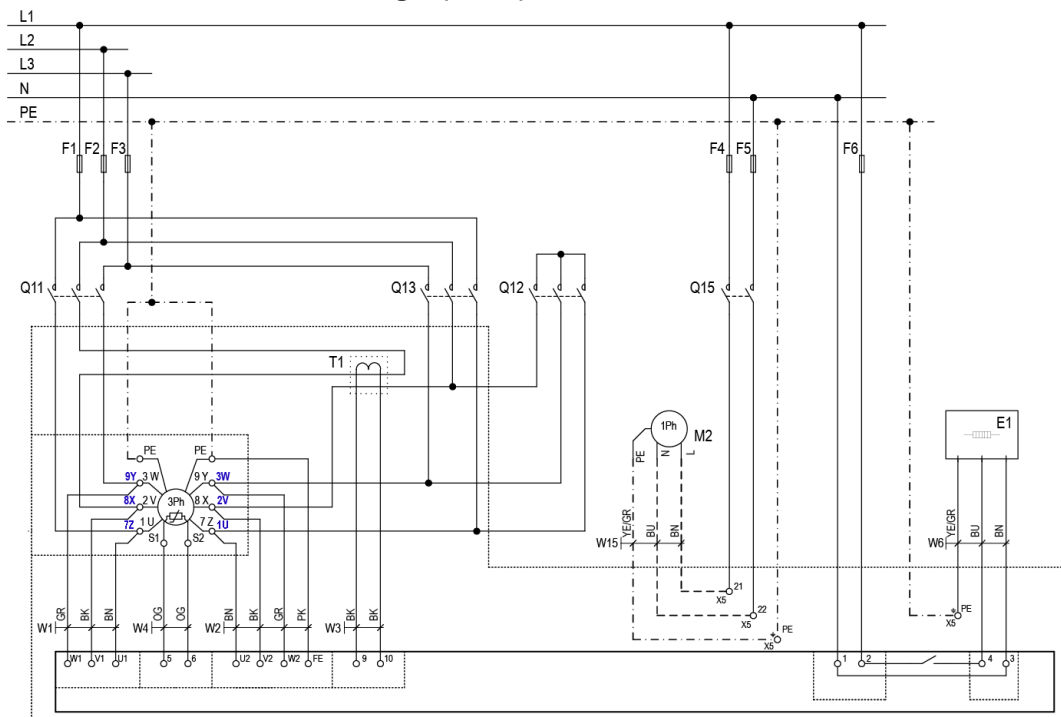 L1
L2
L3
N
PE
F1 F2 F3 F4 F5 F6
Q11 Q13 Q12 Q15
T1
1Ph M2 E1
PE PE
PE N L
9Y 3 W 9 Y 3W
8X 2 V 3Ph 8 X 2V
7Z 1 U 7 Z 1U
S1 S2
W15 YE/GR BU BN
W6 YE/GR BU BN
X5 21
X5 22
X5 PE
X5 PE
W1 GR BK BN W4 OG OG W2 BN BK GR PK W3 BK BK
W1 V1 U1 5 6 U2 V2 W2 FE 9 10 1 2 4 3